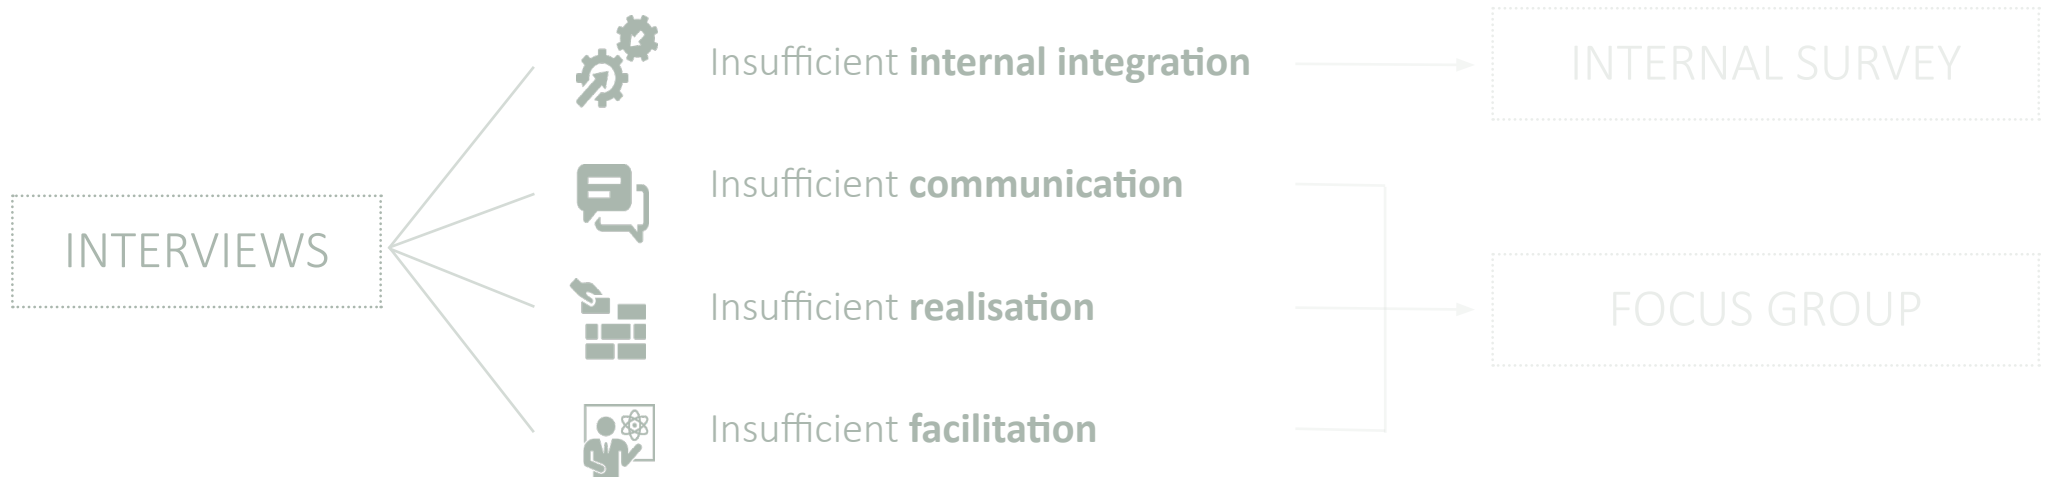 INTERVIEWS
Insufficient internal integration
Insufficient communication
Insufficient realisation
Insufficient facilitation
INTERNAL SURVEY
FOCUS GROUP